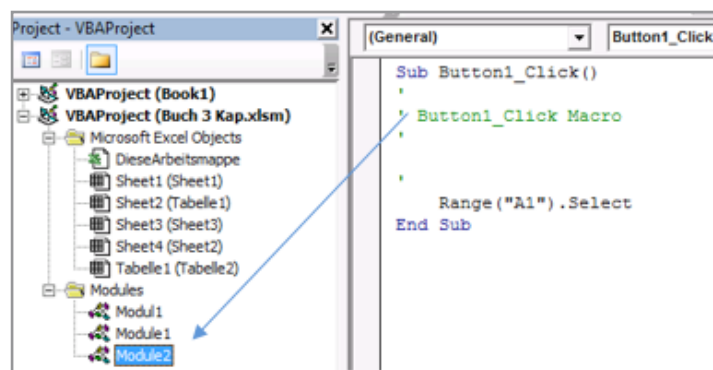 Project - VBAProject
VBAProject (Book1)
VBAProject (Buch 3 Kap.xlsm)
Microsoft Excel Objects
DieseArbeitsmappe
Sheet1 (Sheet1)
Sheet2 (Tabelle1)
Sheet3 (Sheet3)
Sheet4 (Sheet2)
Tabelle1 (Tabelle2)
Modules
Modul1
Module1
Module2
(General)
Button1_Click
Sub Button1_Click()
'
' Button1_Click Macro
'
'
Range("A1").Select
End Sub